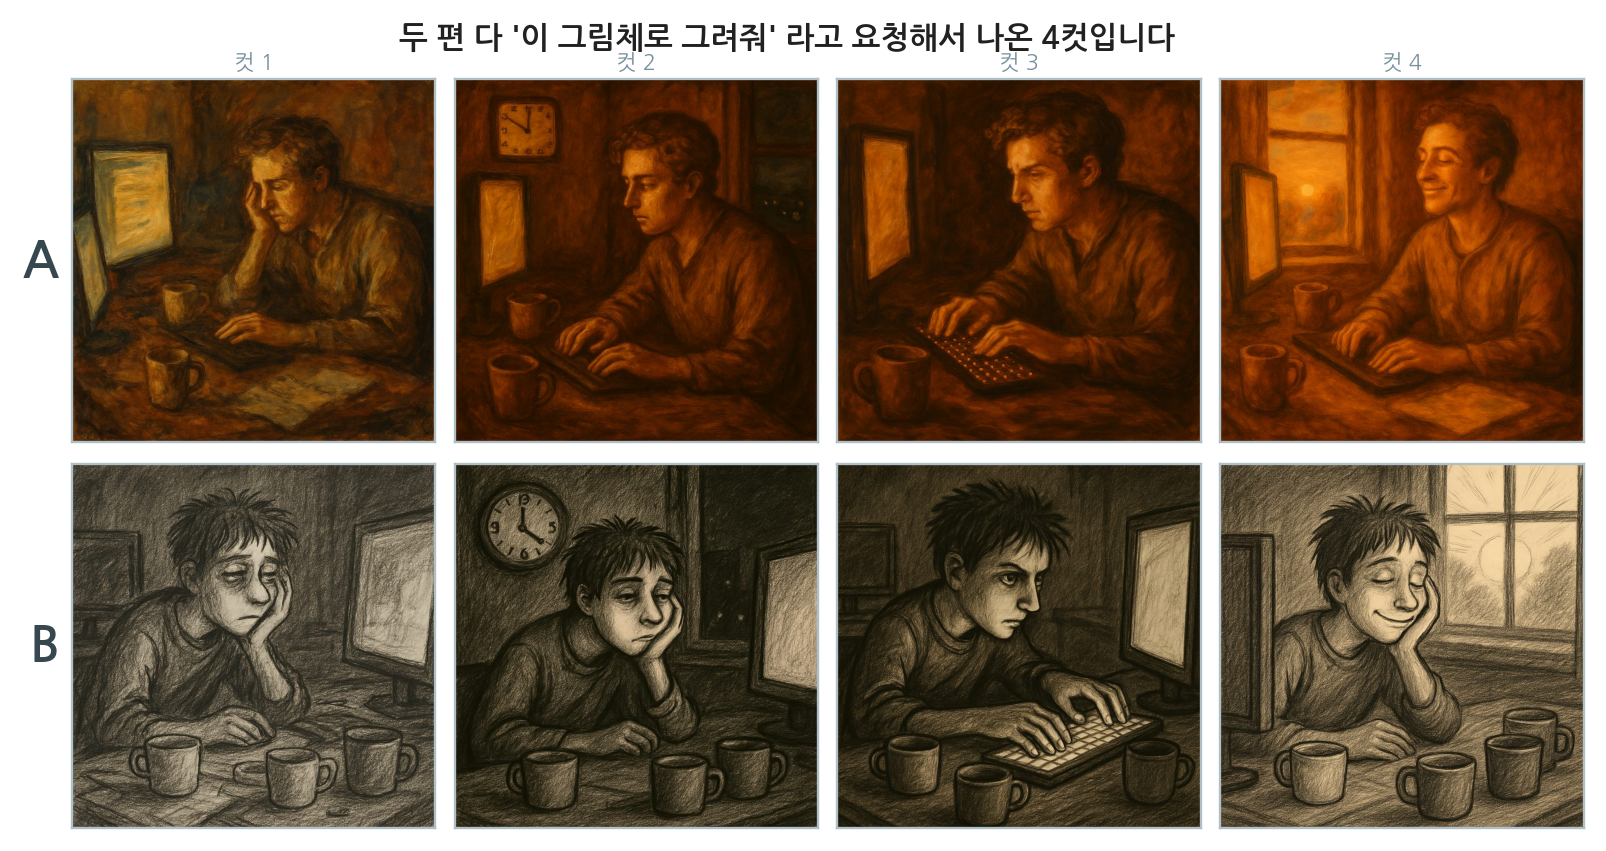 두 편 다 '이 그림체로 그려줘' 라고 요청해서 나온 4컷입니다
컷 1
컷 2
컷 3
컷 4
A
B